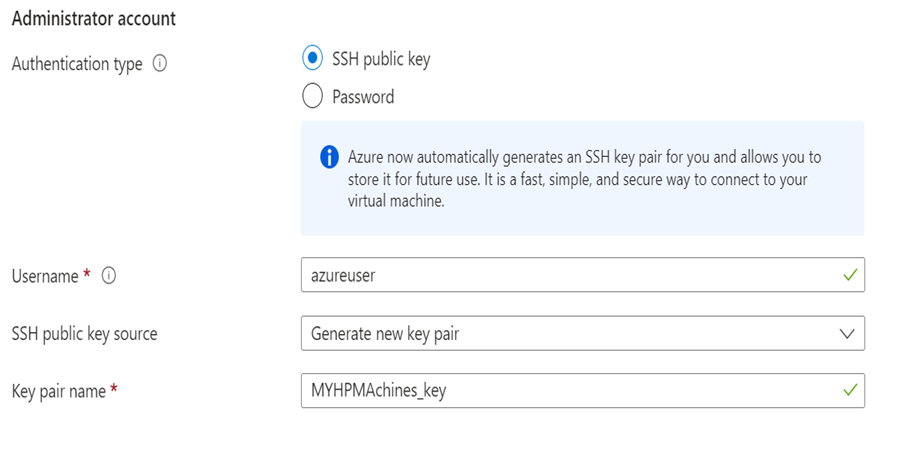 Administrator account
Authentication type
SSH public key
Password
Azure now automatically generates an SSH key pair for you and allows you to
store it for future use. It is a fast, simple, and secure way to connect to your
virtual machine.
Username * azureuser
SSH public key source Generate new key pair
Key pair name * MYHPMAchines_key